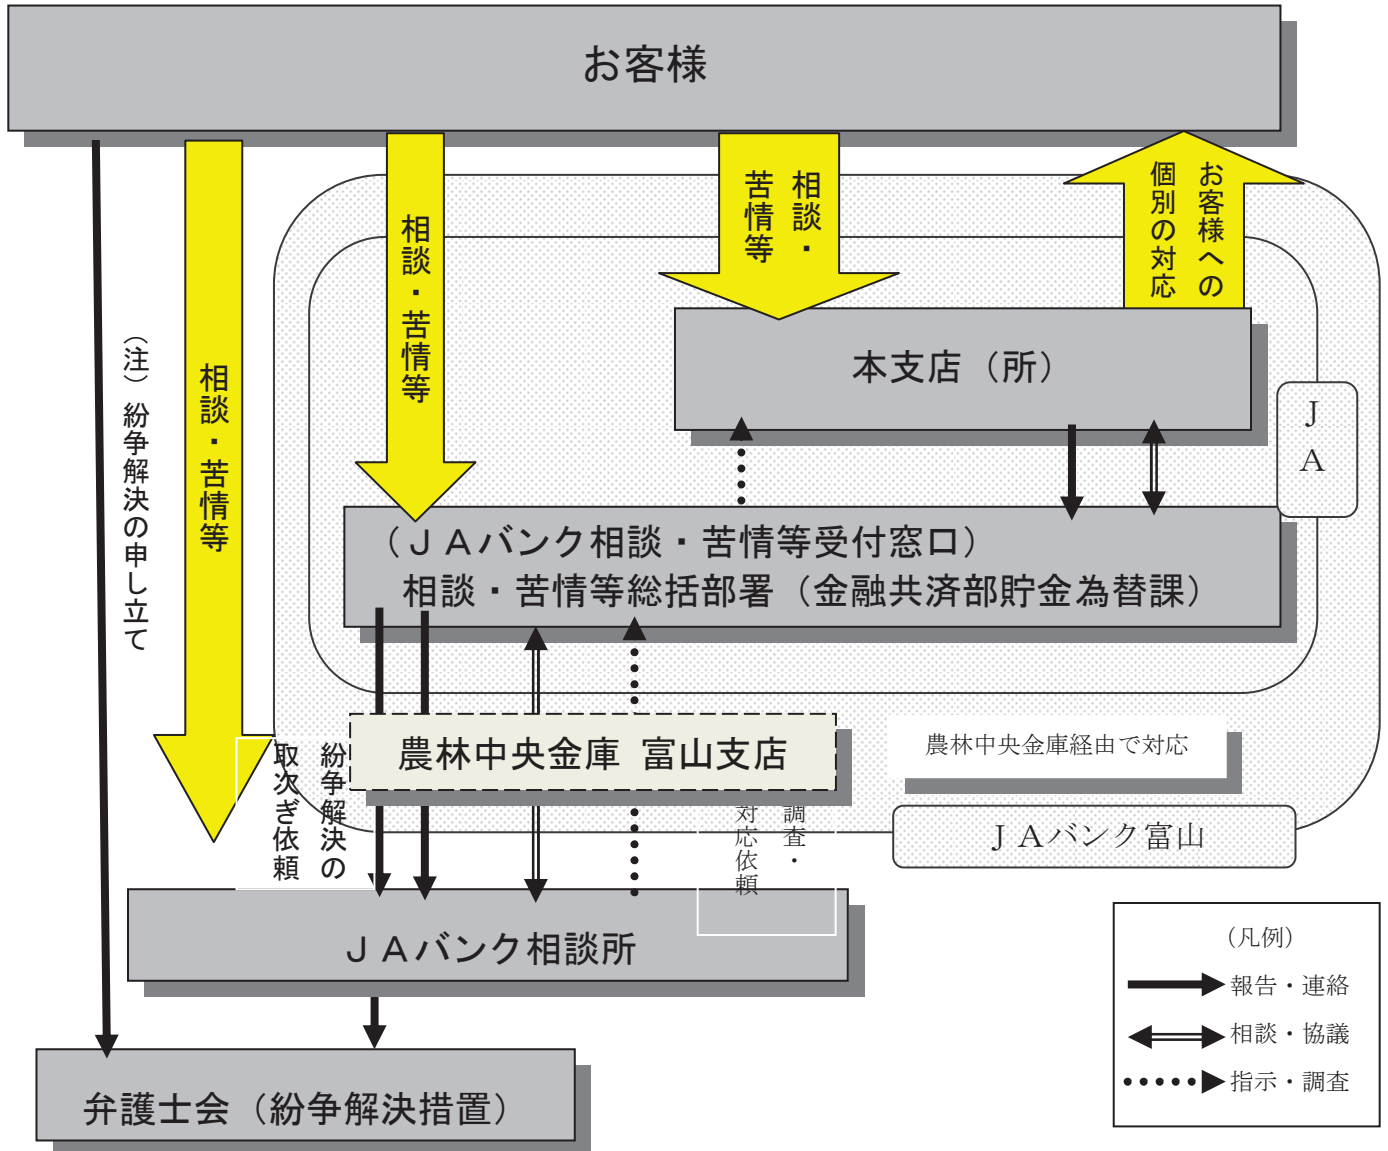 お客様
相談・
苦情等
お客様への
個別の対応
相談・苦情等
相談・苦情等
（注）紛争解決の申し立て
本支店（所）
ＪＡ
（ＪＡバンク相談・苦情等受付窓口）
相談・苦情等総括部署（金融共済部貯金為替課）
農林中央金庫 富山支店
農林中央金庫経由で対応
紛争解決の
取次ぎ依頼
調査・
対応依頼
ＪＡバンク富山
ＪＡバンク相談所
弁護士会（紛争解決措置）
（凡例）
報告・連絡
相談・協議
指示・調査